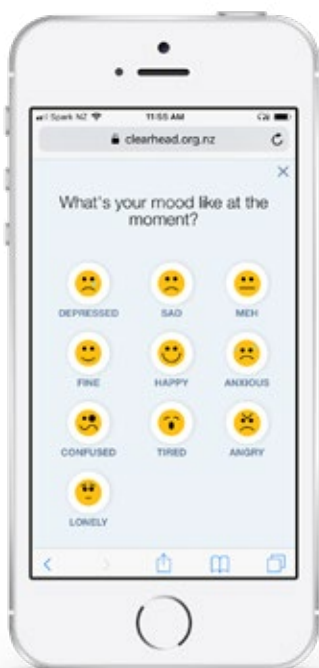 Spark NZ 11:55 AM
clearhead.org.nz
What's your mood like at the
moment?
DEPRESSED SAD MEH
FINE HAPPY ANXIOUS
CONFUSED TIRED ANGRY
LONELY